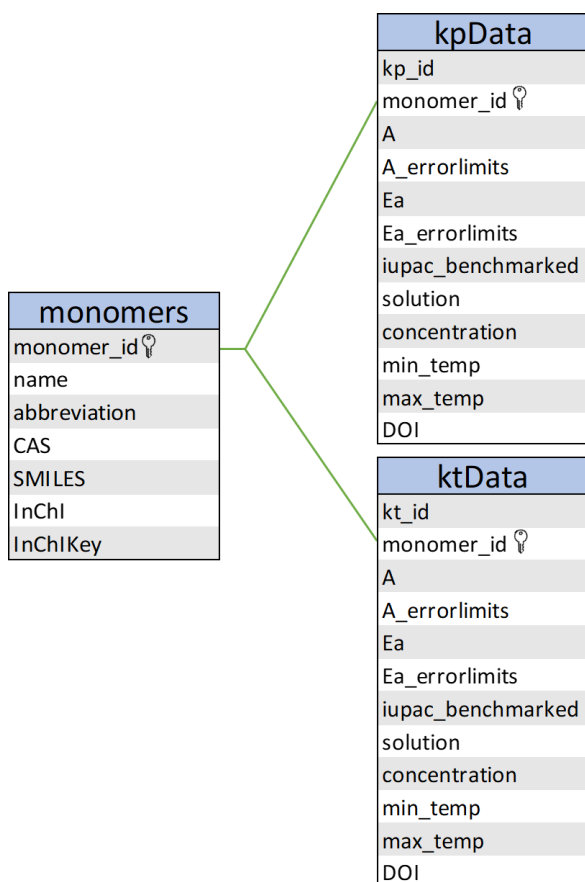 monomers
monomer_id
name
abbreviation
CAS
SMILES
InChI
InChIKey
kpData
kp_id
monomer_id
A
A_errorlimits
Ea
Ea_errorlimits
iupac_benchmarked
solution
concentration
min_temp
max_temp
DOI
ktData
kt_id
monomer_id
A
A_errorlimits
Ea
Ea_errorlimits
iupac_benchmarked
solution
concentration
min_temp
max_temp
DOI